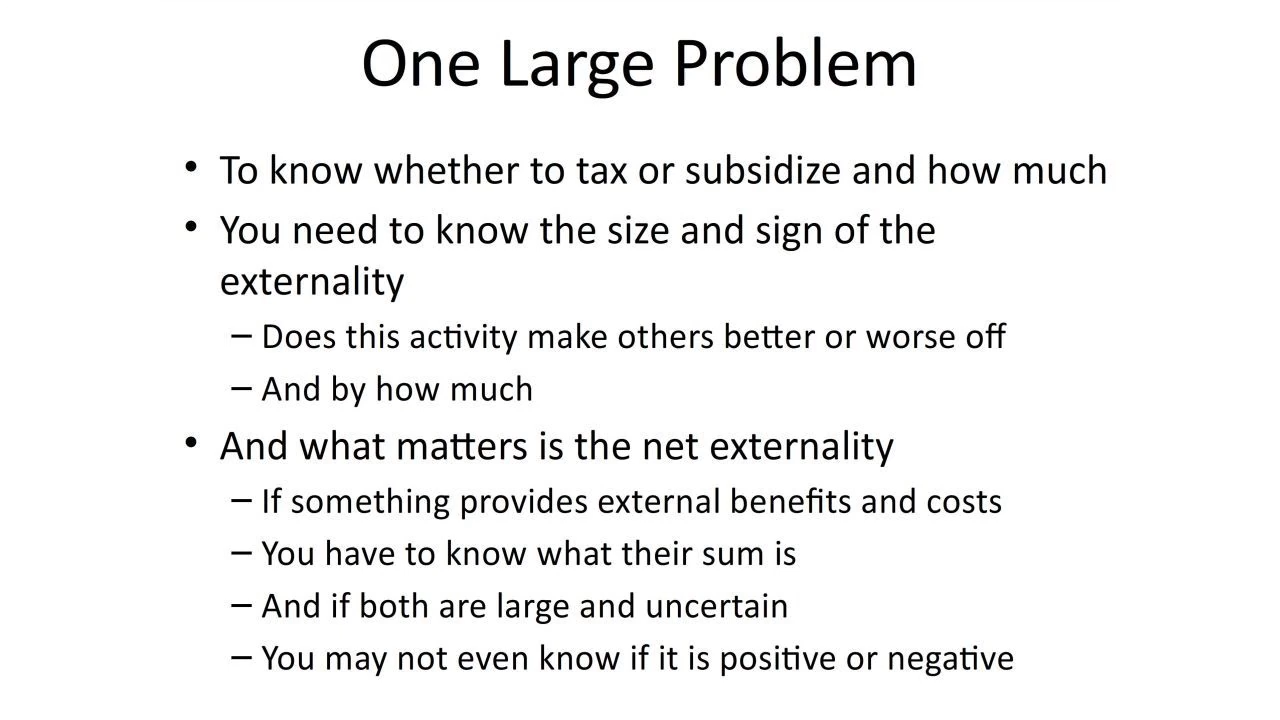 One Large Problem
• To know whether to tax or subsidize and how much
• You need to know the size and sign of the
externality
– Does this activity make others better or worse off
– And by how much
• And what matters is the net externality
– If something provides external benefits and costs
– You have to know what their sum is
– And if both are large and uncertain
– You may not even know if it is positive or negative